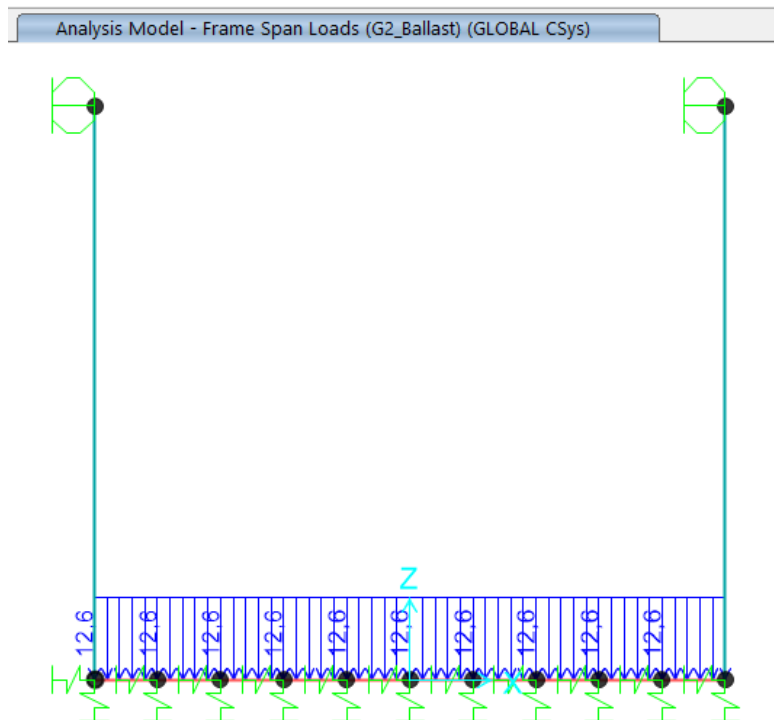 Analysis Model - Frame Span Loads (G2_Ballast) (GLOBAL CSys)
Z
12,6 12,6 12,6 12,6 12,6 12,6 12,6 12,6 12,6 12,6
X